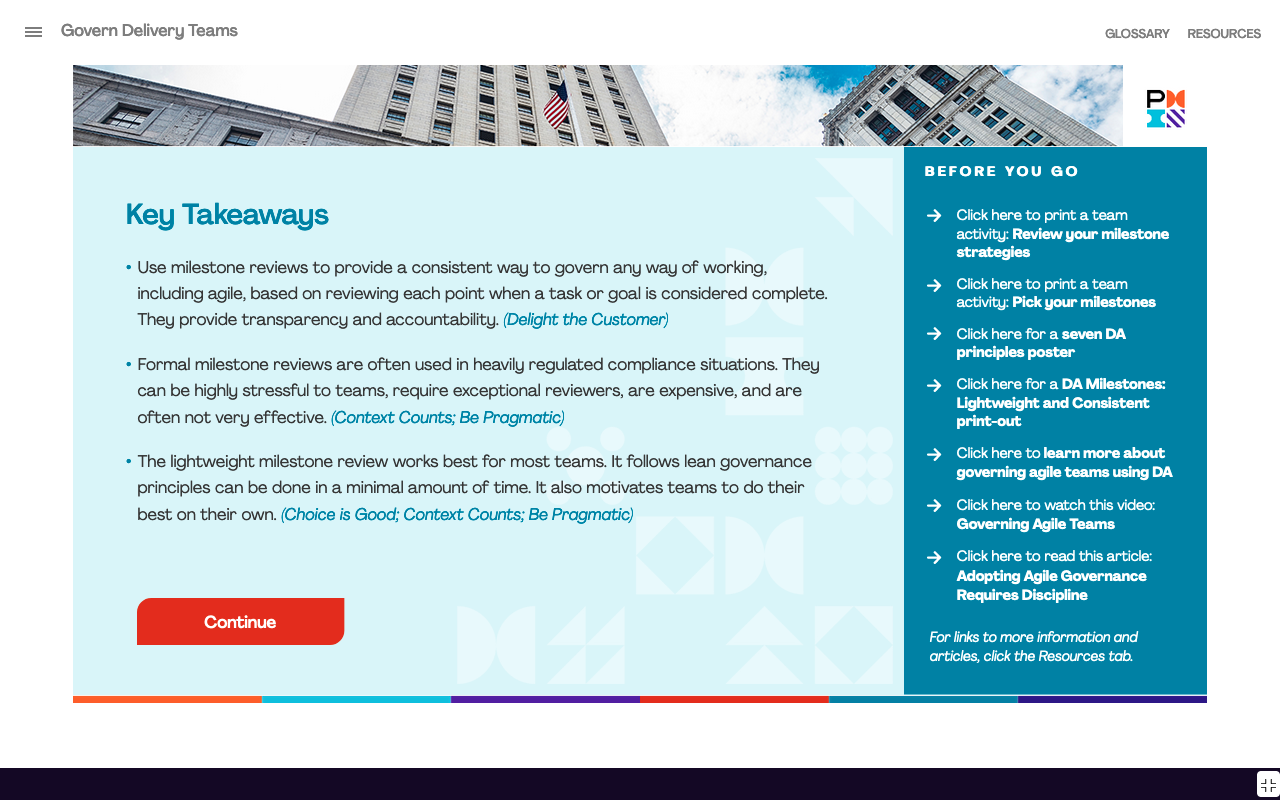 Govern Delivery Teams
GLOSSARY
RESOURCES
Key Takeaways
• Use milestone reviews to provide a consistent way to govern any way of working,
including agile, based on reviewing each point when a task or goal is considered complete.
They provide transparency and accountability. (Delight the Customer)
• Formal milestone reviews are often used in heavily regulated compliance situations. They
can be highly stressful to teams, require exceptional reviewers, are expensive, and are
often not very effective. (Context Counts; Be Pragmatic)
• The lightweight milestone review works best for most teams. It follows lean governance
principles can be done in a minimal amount of time. It also motivates teams to do their
best on their own. (Choice is Good; Context Counts; Be Pragmatic)
Continue
BEFORE YOU GO
Click here to print a team
activity: Review your milestone
strategies
Click here to print a team
activity: Pick your milestones
Click here for a seven DA
principles poster
Click here for a DA Milestones:
Lightweight and Consistent
print-out
Click here to learn more about
governing agile teams using DA
Click here to watch this video:
Governing Agile Teams
Click here to read this article:
Adopting Agile Governance
Requires Discipline
For links to more information and
articles, click the Resources tab.